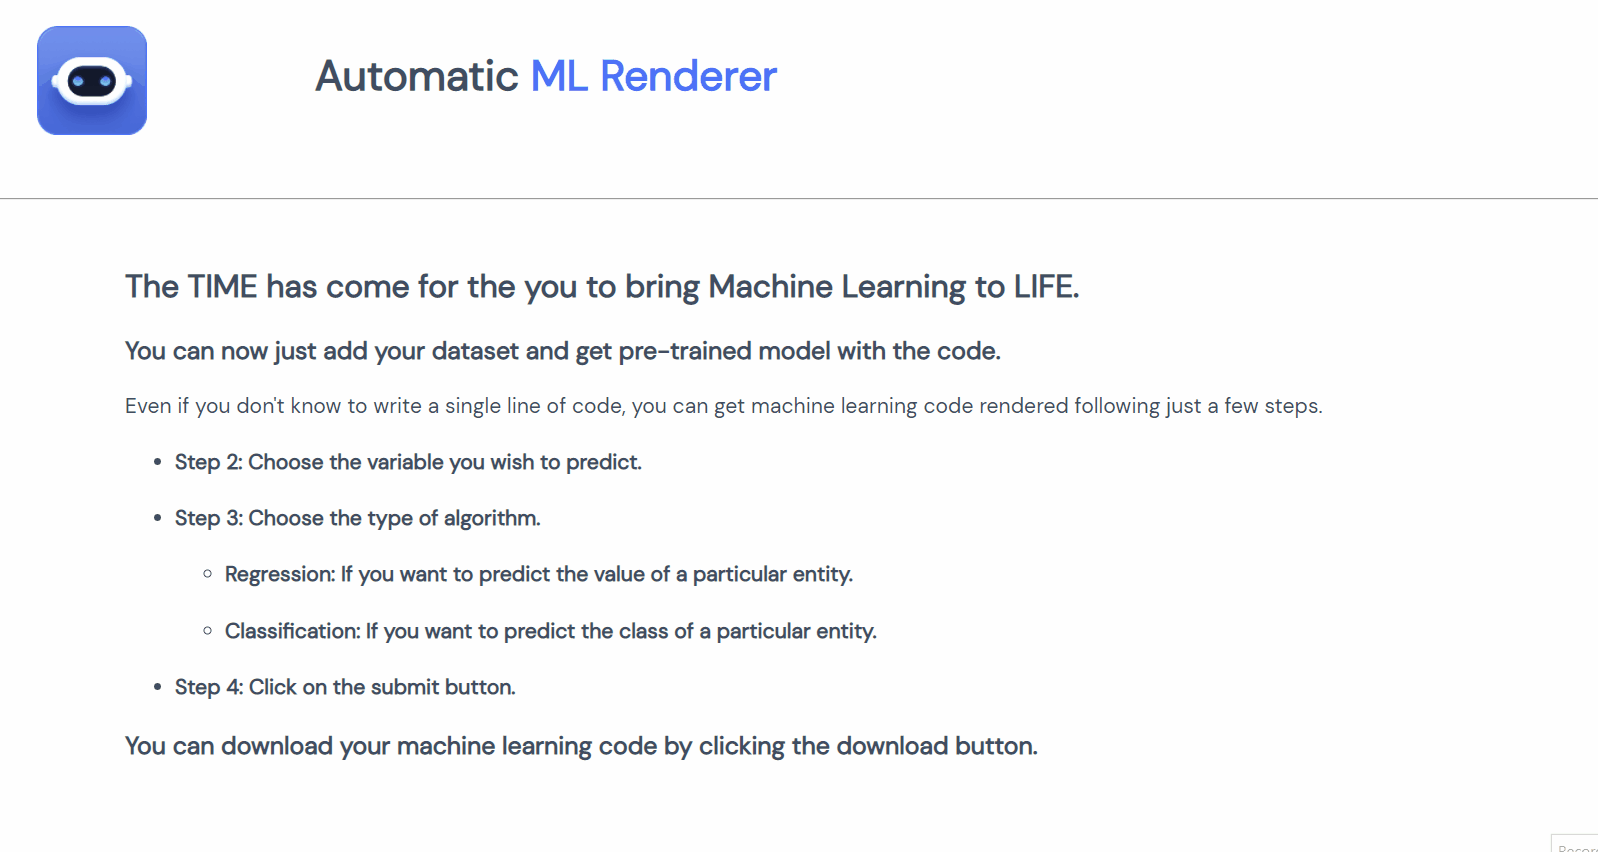 Automatic ML Renderer
The TIME has come for the you to bring Machine Learning to LIFE.
You can now just add your dataset and get pre-trained model with the code.
Even if you don't know to write a single line of code, you can get machine learning code rendered following just a few steps.
Step 2: Choose the variable you wish to predict.
Step 3: Choose the type of algorithm.
Regression: If you want to predict the value of a particular entity.
Classification: If you want to predict the class of a particular entity.
Step 4: Click on the submit button.
You can download your machine learning code by clicking the download button.